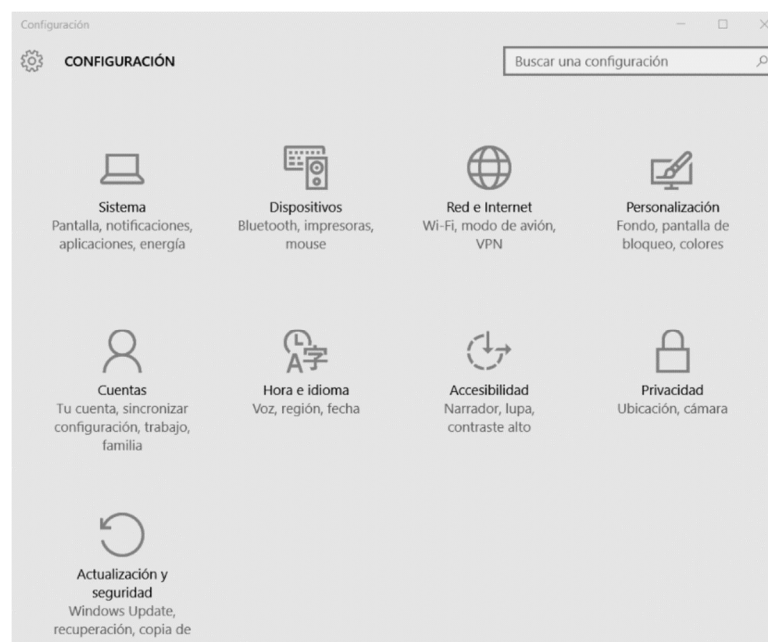 Configuración
CONFIGURACIÓN
Buscar una configuración
Sistema
Pantalla, notificaciones,
aplicaciones, energía
Dispositivos
Bluetooth, impresoras,
mouse
Red e Internet
Wi-Fi, modo de avión,
VPN
Personalización
Fondo, pantalla de
bloqueo, colores
Cuentas
Tu cuenta, sincronizar
configuración, trabajo,
familia
Hora e idioma
Voz, región, fecha
Accesibilidad
Narrador, lupa,
contraste alto
Privacidad
Ubicación, cámara
Actualización y
seguridad
Windows Update,
recuperación, copia de